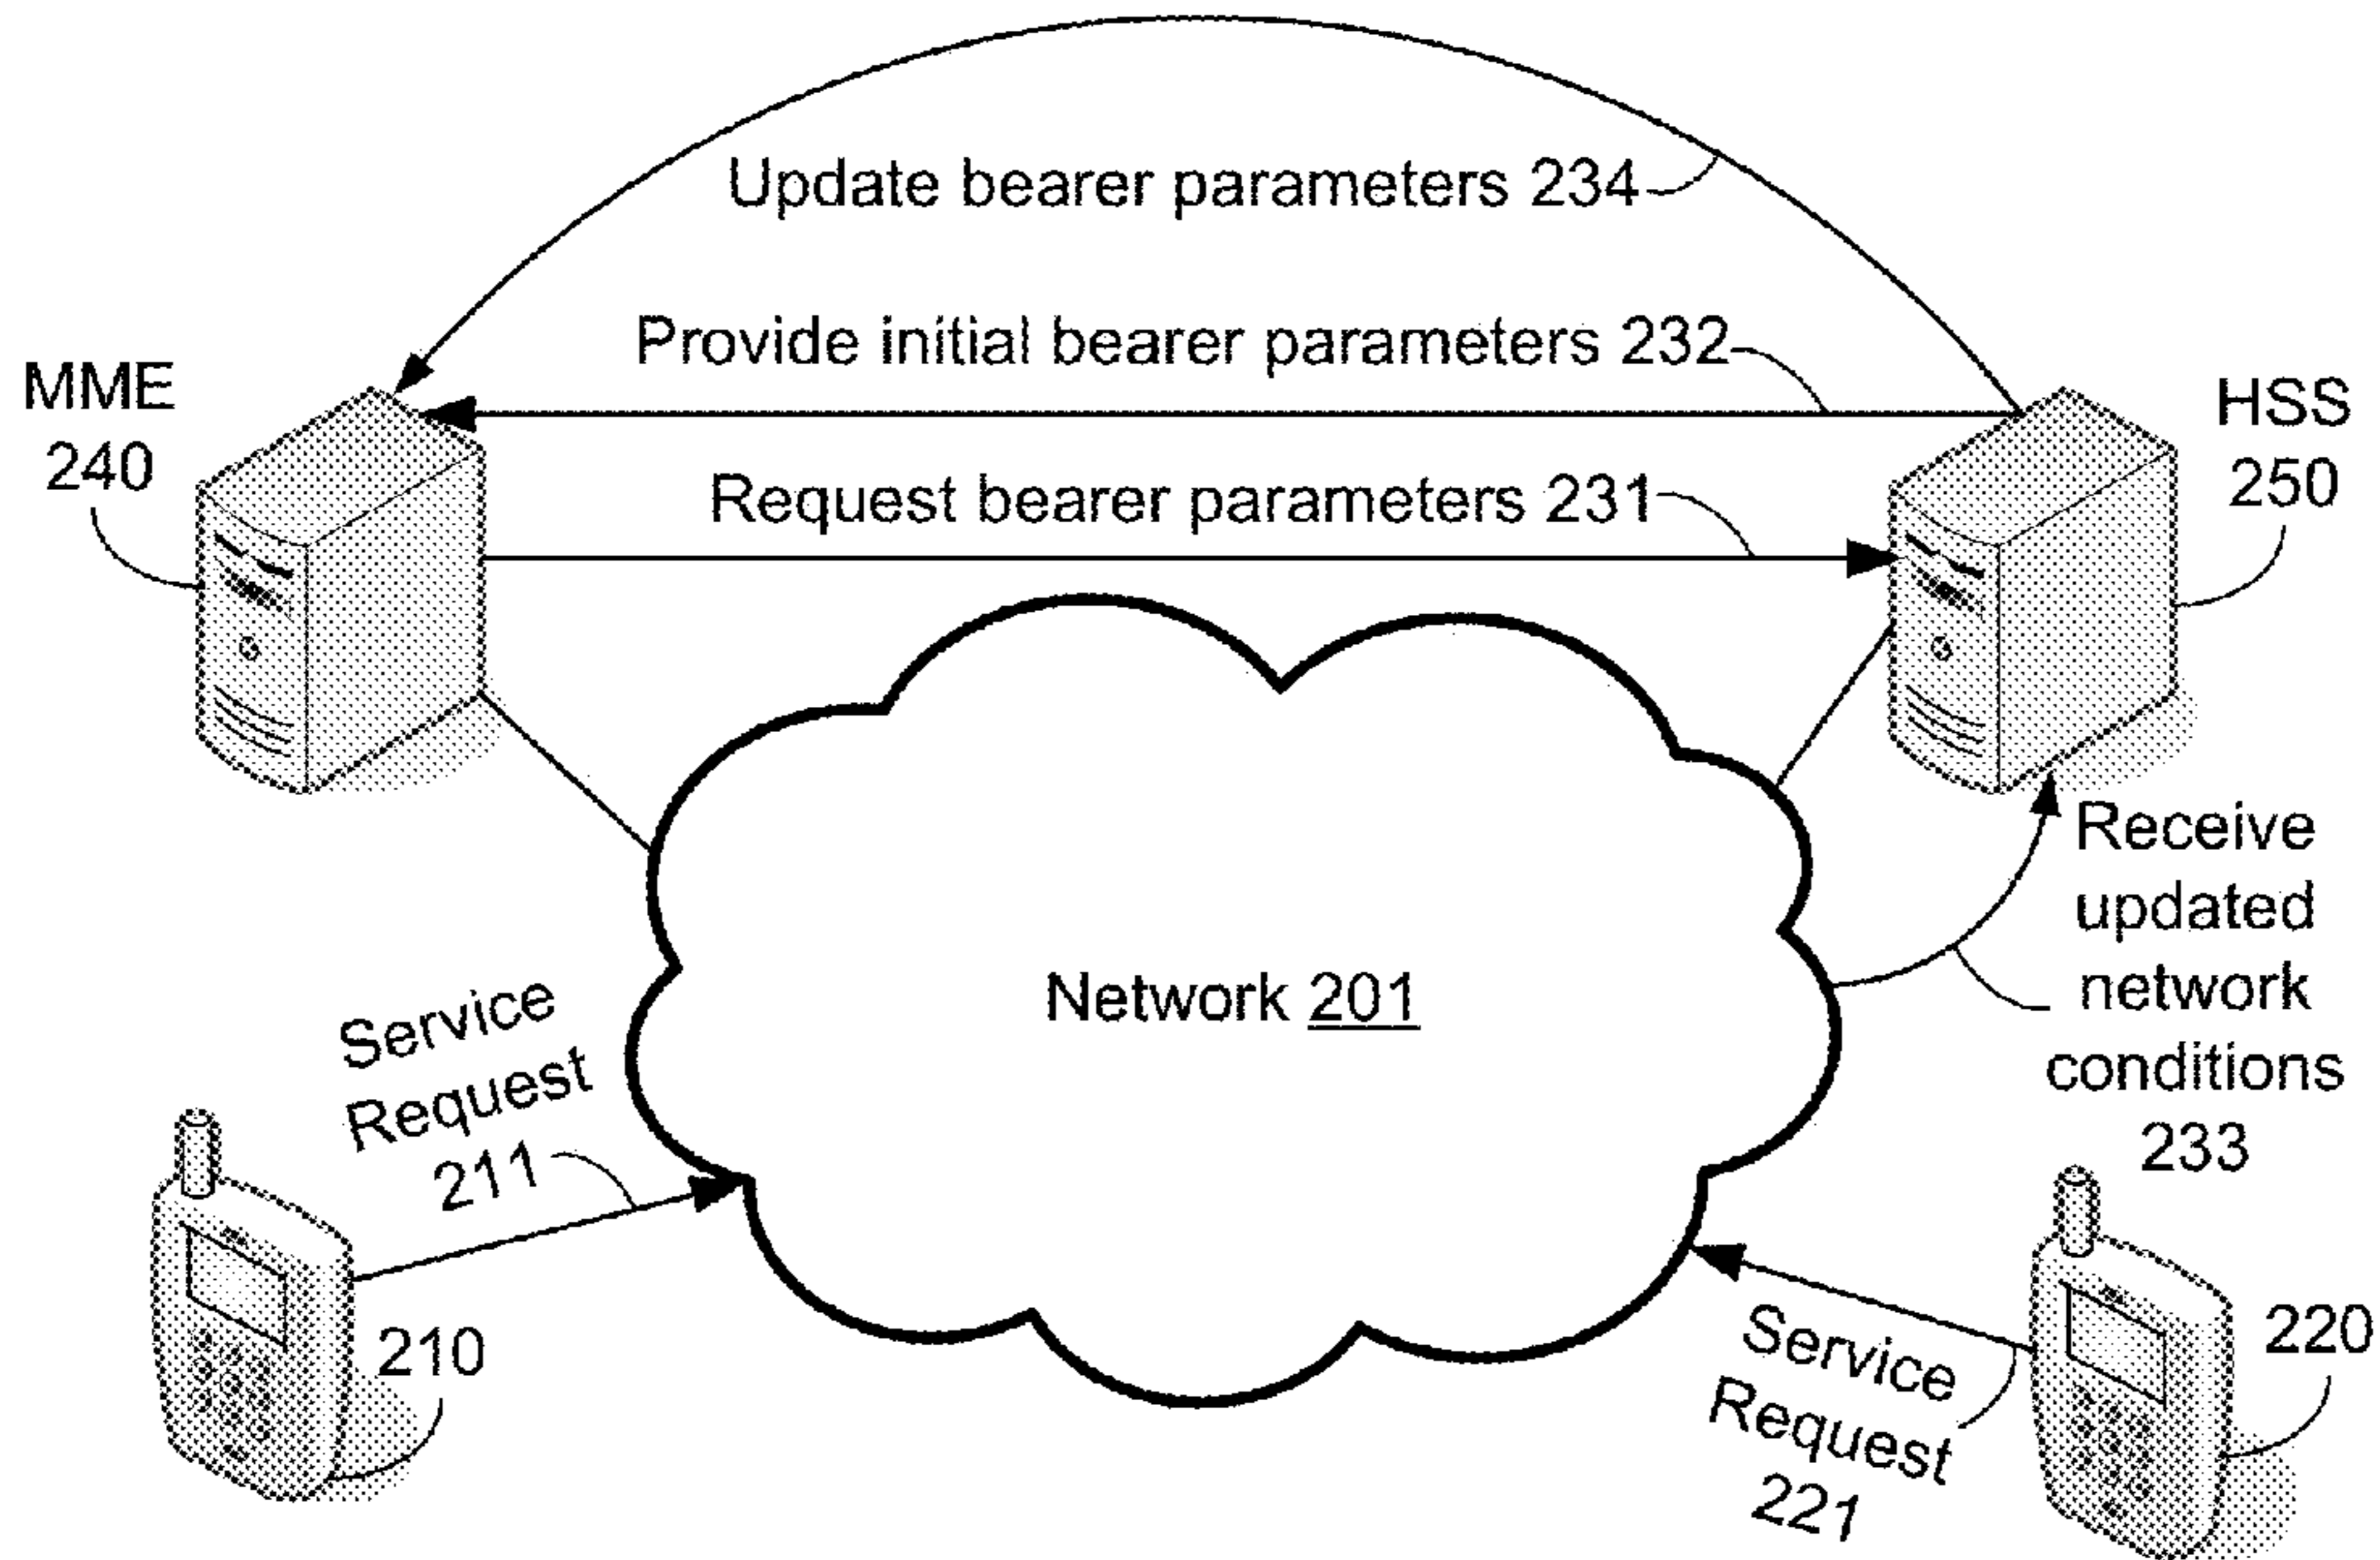 Update bearer parameters 234
Provide initial bearer parameters 232
MME
240
HSS
250
Request bearer parameters 231
Receive
updated
network
conditions
233
Network 201
Service
Request
211
210
Service
Request
221
220